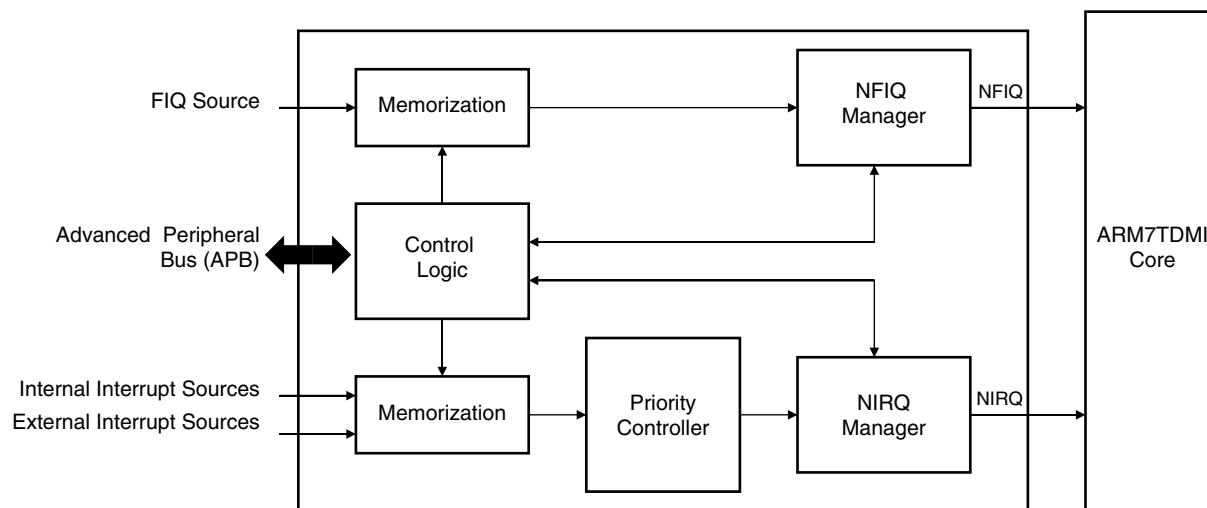 FIQ Source
Memorization
NFIQ
Manager
NFIQ
Advanced Peripheral
Bus (APB)
Control
Logic
ARM7TDMI
Core
Internal Interrupt Sources
External Interrupt Sources
Memorization
Priority
Controller
NIRQ
Manager
NIRQ